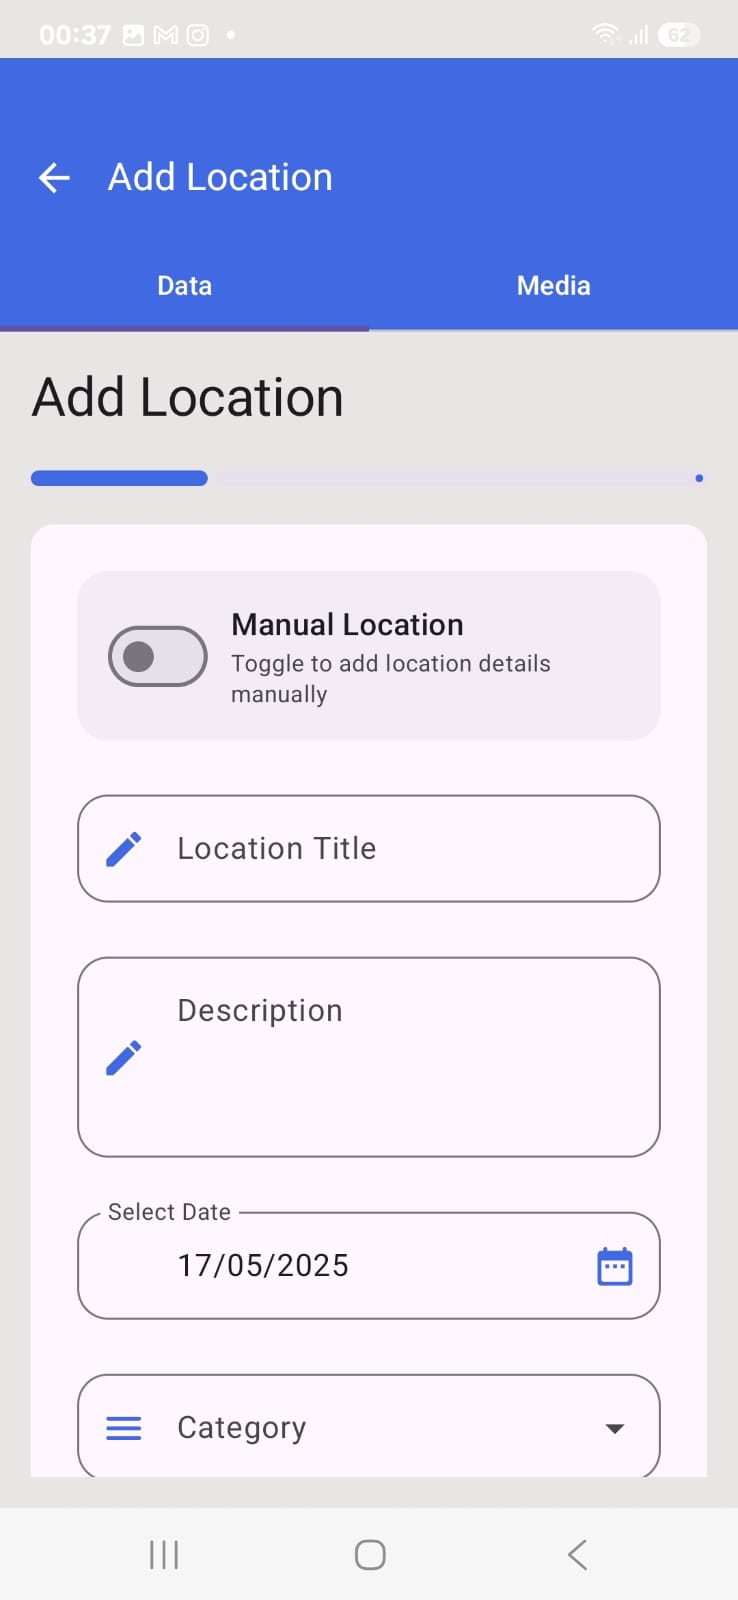 00:37
62
Add Location
Data Media
Add Location
Manual Location
Toggle to add location details
manually
Location Title
Description
Select Date
17/05/2025
Category